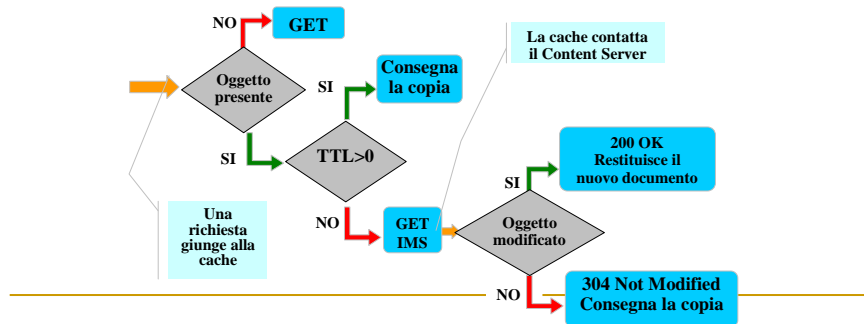 NO
GET
La cache contatta
il Content Server
Oggetto
presente
SI
Consegna
la copia
SI
TTL>0
200 OK
Restituisce il
nuovo documento
SI
Una
richiesta
giunge alla
cache
NO
GET
IMS
Oggetto
modificato
NO
304 Not Modified
Consegna la copia